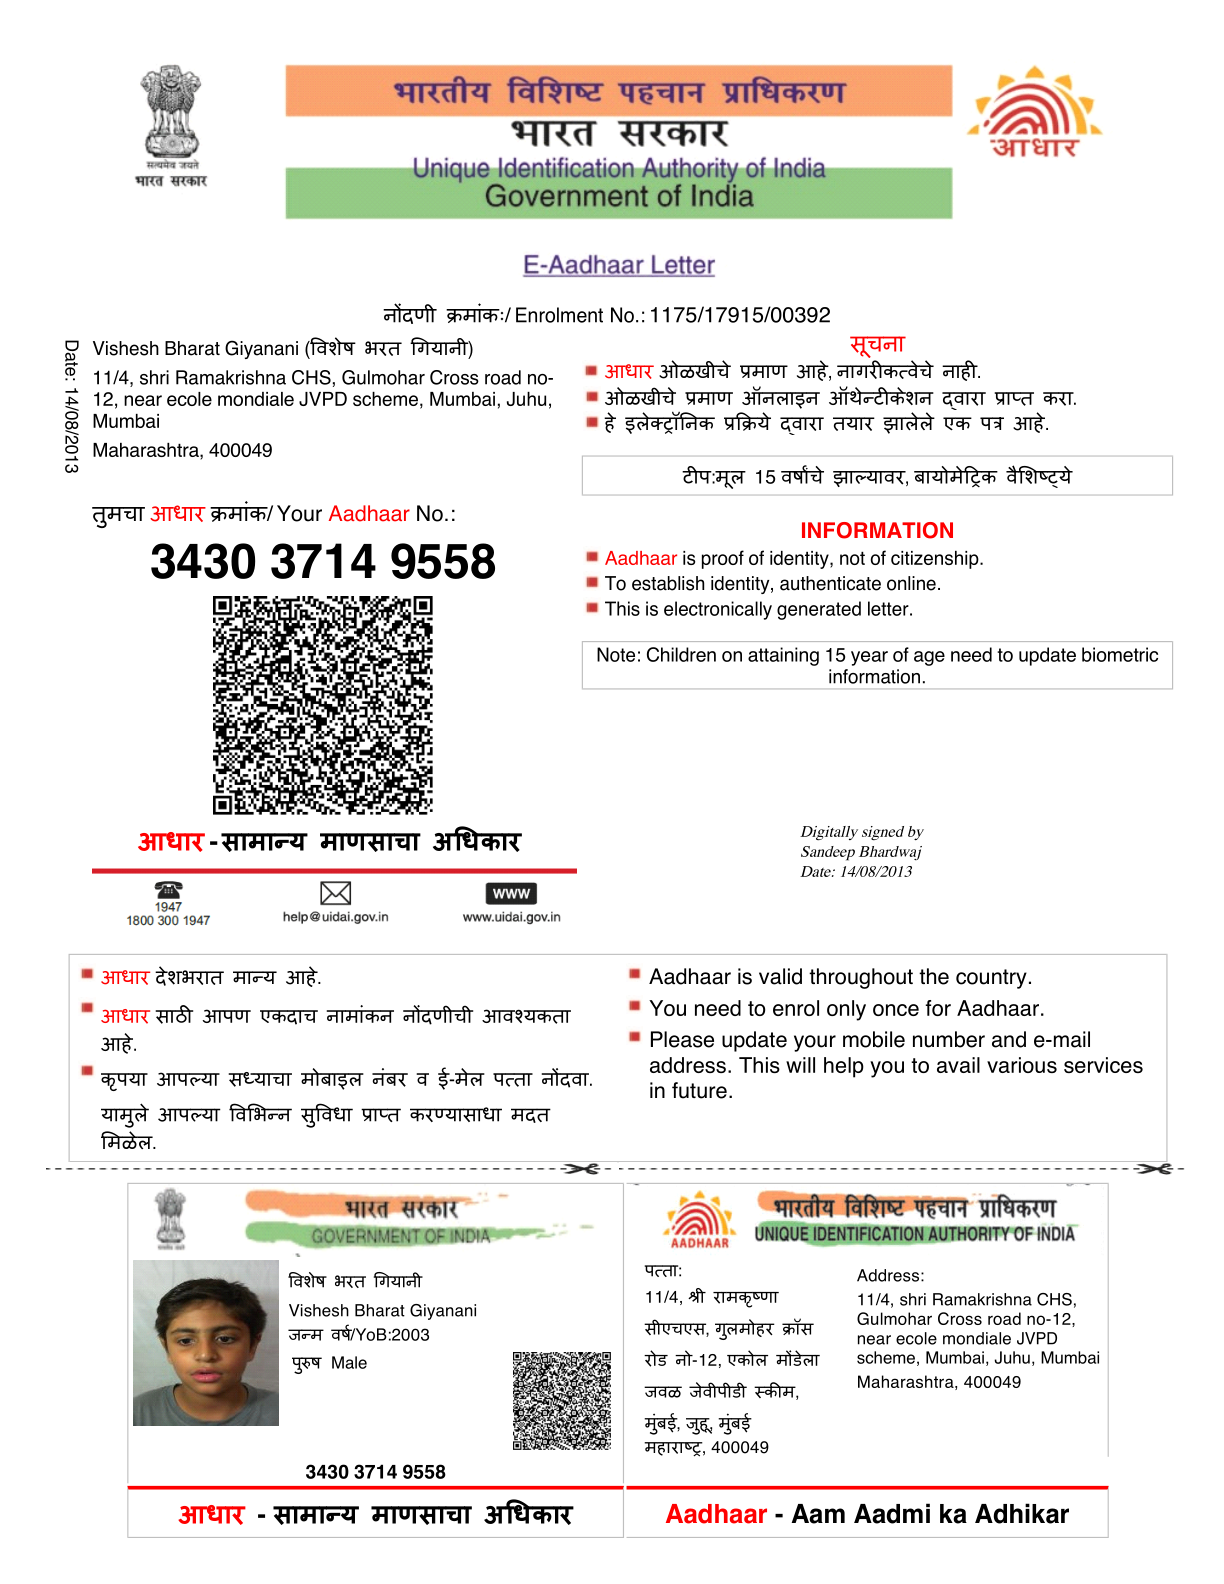 सत्यमेव जयते
भारत सरकार
भारतीय विशिष्ट पहचान प्राधिकरण
भारत सरकार
Unique Identification Authority of India
Government of India
आधार
E-Aadhaar Letter
नोंदणी क्रमांकः/ Enrolment No.: 1175/17915/00392
Date: 14/08/2013
Vishesh Bharat Giyanani (विशेष भरत गियानी)
11/4, shri Ramakrishna CHS, Gulmohar Cross road no-
12, near ecole mondiale JVPD scheme, Mumbai, Juhu,
Mumbai
Maharashtra, 400049
तुमचा आधार क्रमांक/ Your Aadhaar No.:
3430 3714 9558
आधार - सामान्य माणसाचा अधिकार
1947
1800 300 1947
help@uidai.gov.in
www
www.uidai.gov.in
सूचना
आधार ओळखीचे प्रमाण आहे, नागरीकत्वेचे नाही.
ओळखीचे प्रमाण ऑनलाइन ऑथेन्टीकेशन द्वारा प्राप्त करा.
हे इलेक्ट्रॉनिक प्रक्रिये द्वारा तयार झालेले एक पत्र आहे.
टीप:मूल 15 वर्षांचे झाल्यावर, बायोमेट्रिक वैशिष्ट्ये
INFORMATION
Aadhaar is proof of identity, not of citizenship.
To establish identity, authenticate online.
This is electronically generated letter.
Note: Children on attaining 15 year of age need to update biometric
information.
Digitally signed by
Sandeep Bhardwaj
Date: 14/08/2013
आधार देशभरात मान्य आहे.
आधार साठी आपण एकदाच नामांकन नोंदणीची आवश्यकता
आहे.
कृपया आपल्या सध्याचा मोबाइल नंबर व ई-मेल पत्ता नोंदवा.
यामुले आपल्या विभिन्न सुविधा प्राप्त करण्यासाधा मदत
मिळेल.
Aadhaar is valid throughout the country.
You need to enrol only once for Aadhaar.
Please update your mobile number and e-mail
address. This will help you to avail various services
in future.
भारत सरकार
GOVERNMENT OF INDIA
विशेष भरत गियानी
Vishesh Bharat Giyanani
जन्म वर्ष/YoB:2003
पुरुष Male
3430 3714 9558
आधार - सामान्य माणसाचा अधिकार
AADHAAR
भारतीय विशिष्ट पहचान प्राधिकरण
UNIQUE IDENTIFICATION AUTHORITY OF INDIA
पत्ता:
11/4, श्री रामकृष्णा
सीएचएस, गुलमोहर क्रॉस
रोड नो-12, एकोल मोंडेला
जवळ जेवीपीडी स्कीम,
मुंबई, जुहू, मुंबई
महाराष्ट्र, 400049
Address:
11/4, shri Ramakrishna CHS,
Gulmohar Cross road no-12,
near ecole mondiale JVPD
scheme, Mumbai, Juhu, Mumbai
Maharashtra, 400049
Aadhaar - Aam Aadmi ka Adhikar